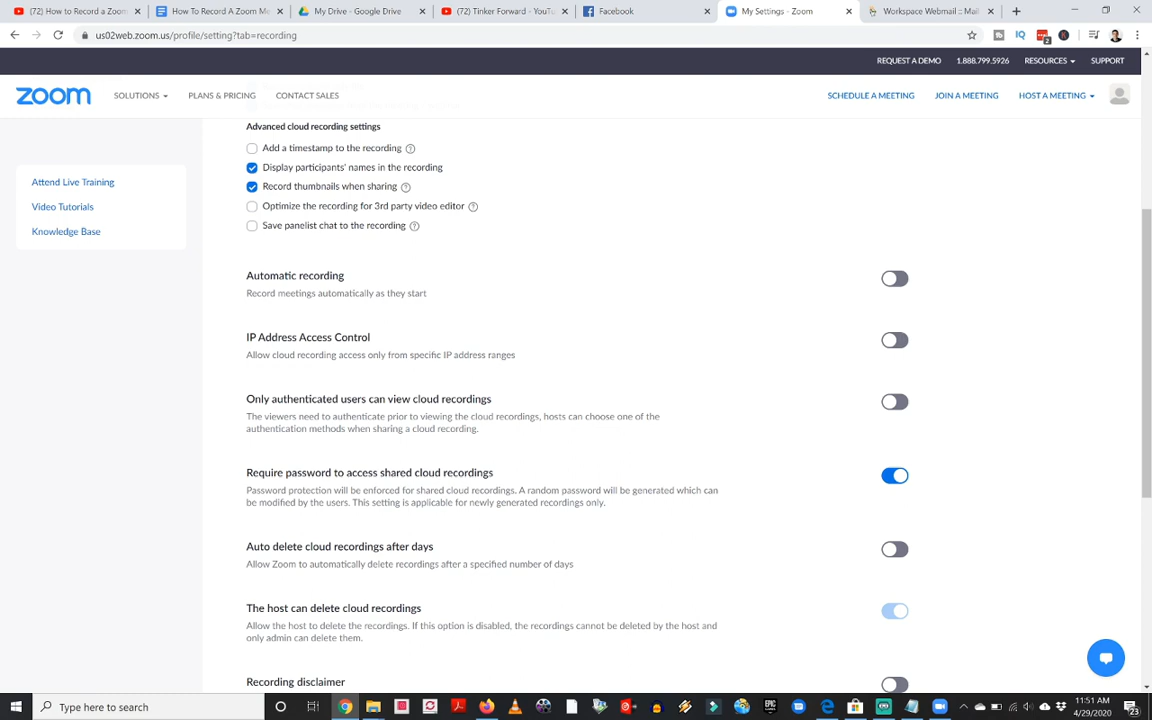 (72) How to Record a Zoom
How To Record A Zoom Me
My Drive - Google Drive
(72) Tinker Forward - YouTu
Facebook
My Settings - Zoom
Workspace Webmail :: Mai
us02web.zoom.us/profile/setting?tab=recording
REQUEST A DEMO
1.888.799.5926
RESOURCES
SUPPORT
zoom
SOLUTIONS
PLANS & PRICING
CONTACT SALES
SCHEDULE A MEETING
JOIN A MEETING
HOST A MEETING
Attend Live Training
Video Tutorials
Knowledge Base
Advanced cloud recording settings
Add a timestamp to the recording
Display participants' names in the recording
Record thumbnails when sharing
Optimize the recording for 3rd party video editor
Save panelist chat to the recording
Automatic recording
Record meetings automatically as they start
IP Address Access Control
Allow cloud recording access only from specific IP address ranges
Only authenticated users can view cloud recordings
The viewers need to authenticate prior to viewing the cloud recordings, hosts can choose one of the
authentication methods when sharing a cloud recording.
Require password to access shared cloud recordings
Password protection will be enforced for shared cloud recordings. A random password will be generated which can
be modified by the users. This setting is applicable for newly generated recordings only.
Auto delete cloud recordings after days
Allow Zoom to automatically delete recordings after a specified number of days
The host can delete cloud recordings
Allow the host to delete the recordings. If this option is disabled, the recordings cannot be deleted by the host and
only admin can delete them.
Recording disclaimer
Type here to search
EPIC
11:51 AM
4/29/2020
23